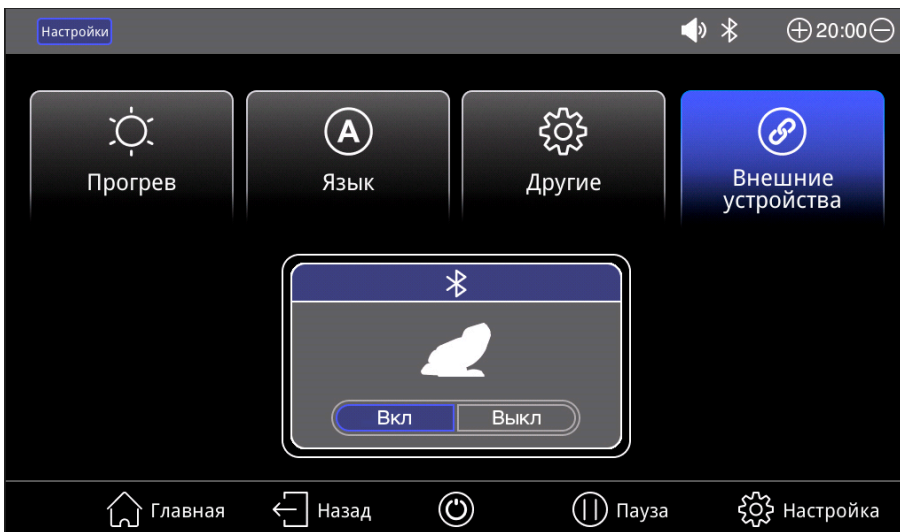 Настройки
20:00
Прогрев
A
Язык
Другие
Внешние
устройства
Вкл
Выкл
Главная
Назад
Пауза
Настройка